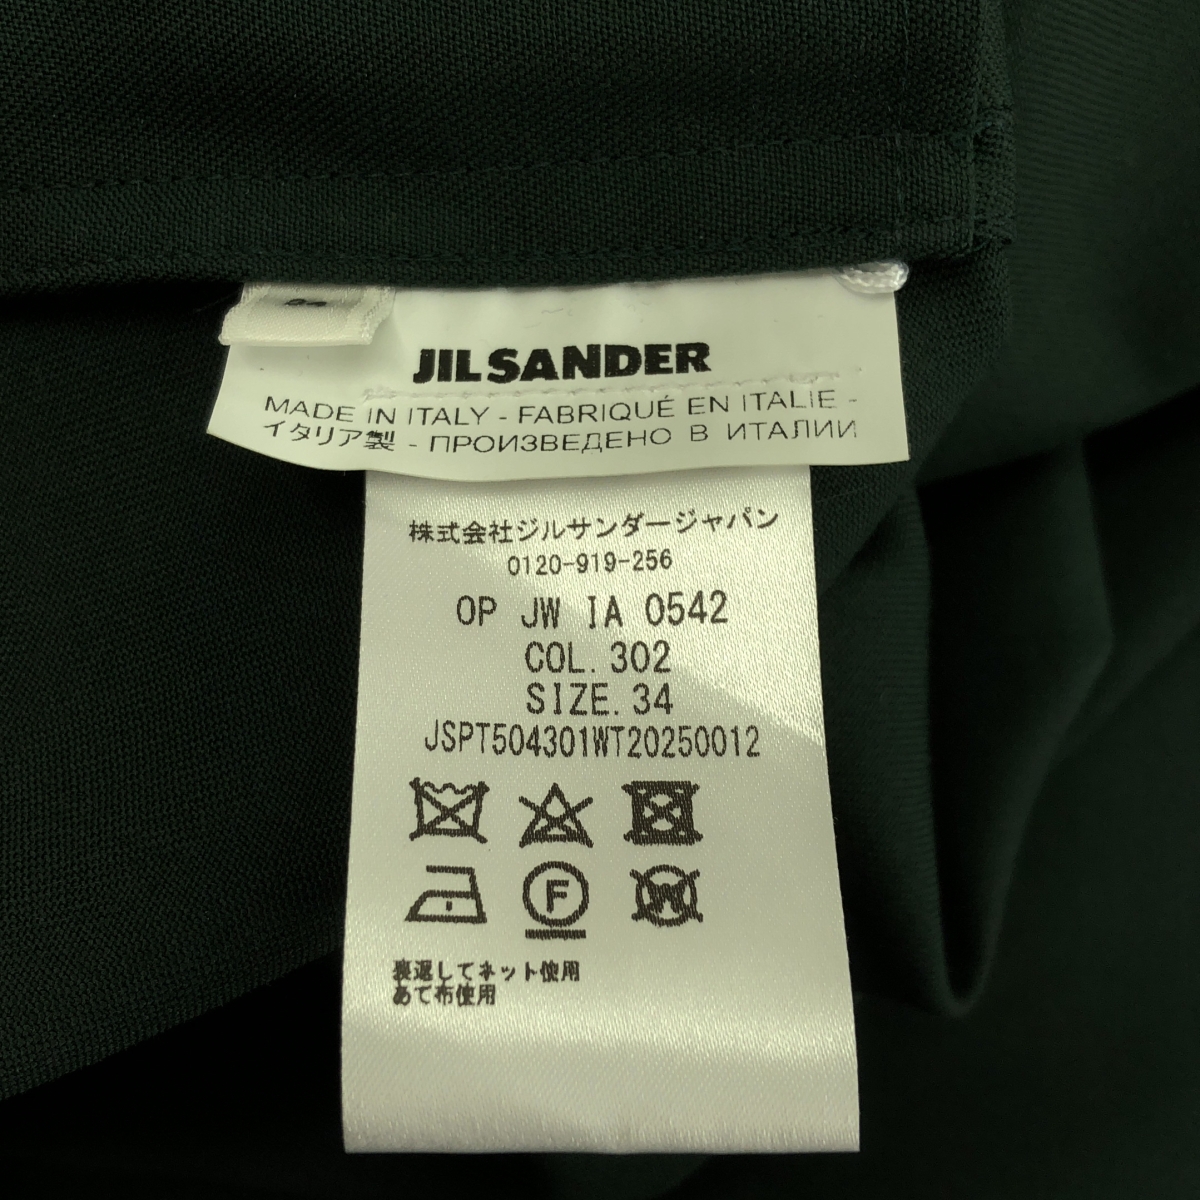 JIL SANDER
MADE IN ITALY - FABRIQUÉ EN ITALIE -
イタリア製 - ПРОИЗВЕДЕНО В ИТАЛИИ
株式会社ジルサンダージャパン
0120-919-256
OP JW IA 0542
COL. 302
SIZE. 34
JSPT504301WT20250012
F
W
裏返してネット使用
あて布使用